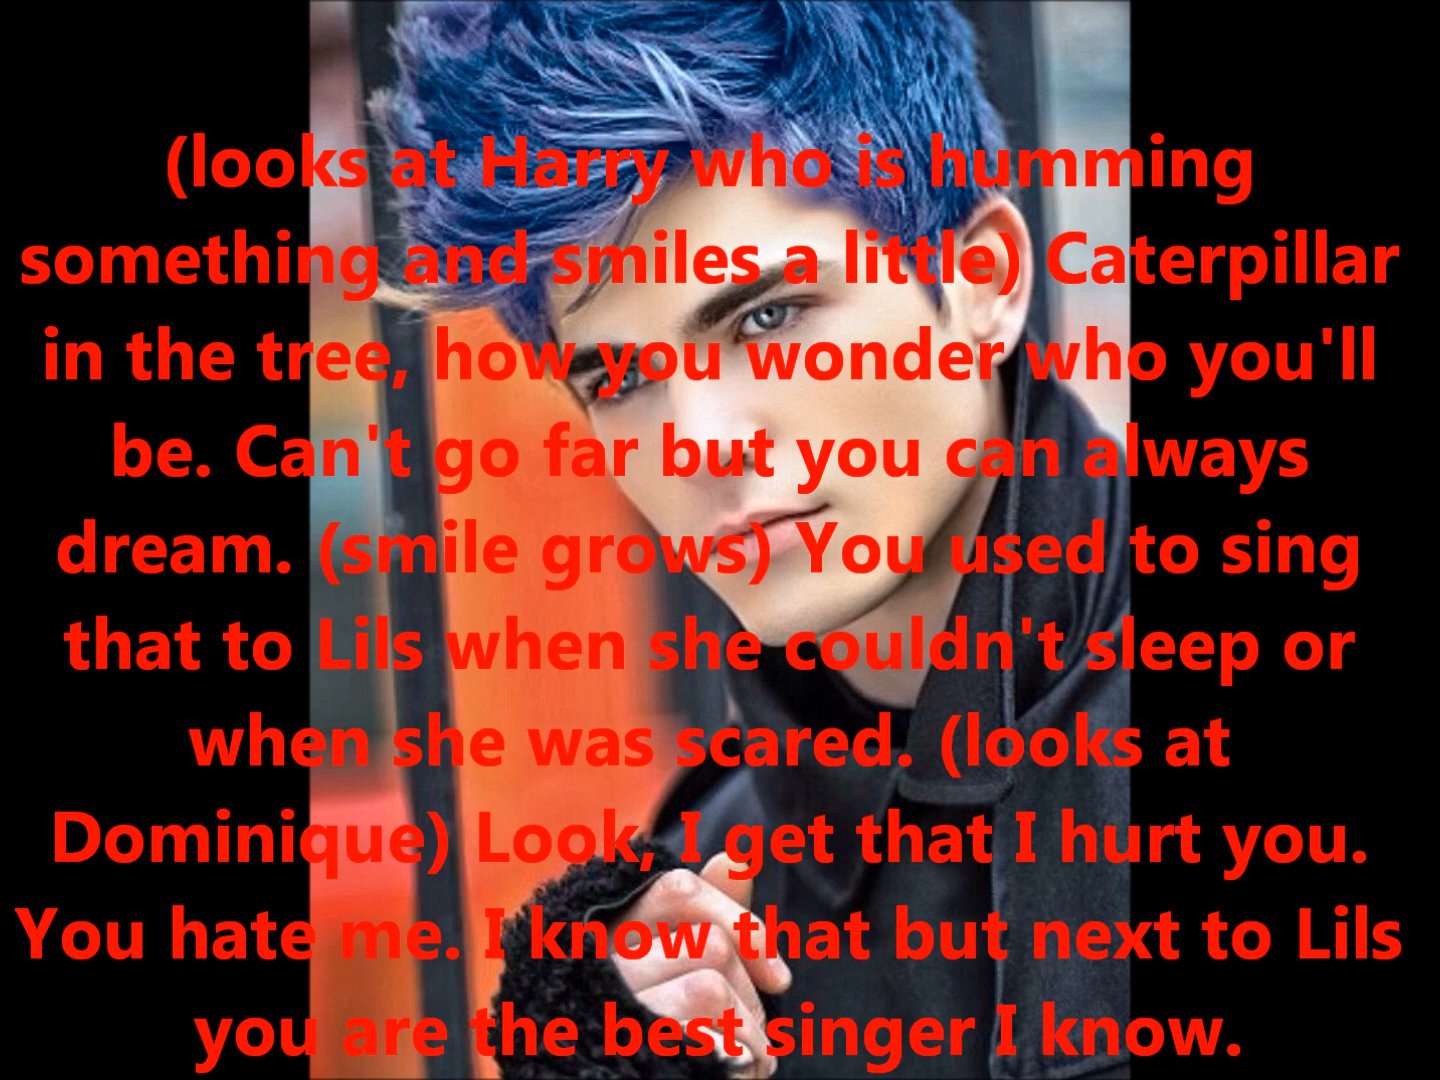 (looks at Harry who is humming
something and smiles a little) Caterpillar
in the tree, how you wonder who you'll
be. Can't go far but you can always
dream. (smile grows) You used to sing
that to Lils when she couldn't sleep or
when she was scared. (looks at
Dominique) Look, I get that I hurt you.
You hate me. I know that but next to Lils
you are the best singer I know.